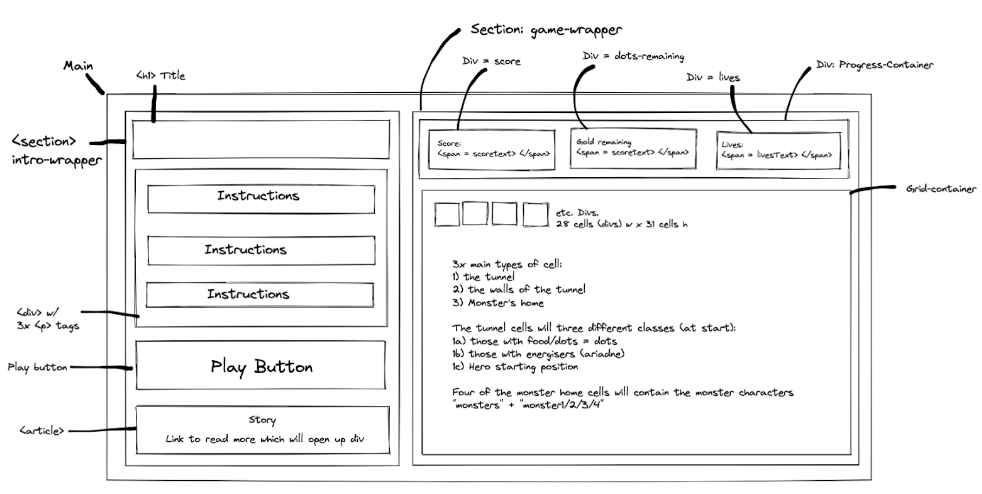 Section: game-wrapper
Main
<h1> Title
Div = score
Div = dots-remaining
Div = lives
Div: Progress-Container
<section>
intro-wrapper
Score:
<span = scoretext> </span>
Gold remaining
<span = scoretext> </span>
Lives:
<span = livesText> </span>
Grid-container
Instructions
Instructions
Instructions
<div> w/
3x <p> tags
Play button
Play Button
<article>
Story
Link to read more which will open up div
etc. Divs.
28 cells (divs) w x 31 cells h
3x main types of cell:
1) the tunnel
2) the walls of the tunnel
3) Monster's home
The tunnel cells will three different classes (at start):
1a) those with food/dots = dots
1b) those with energisers (ariadne)
1c) Hero starting position
Four of the monster home cells will contain the monster characters
"monsters" + "monster1/2/3/4"